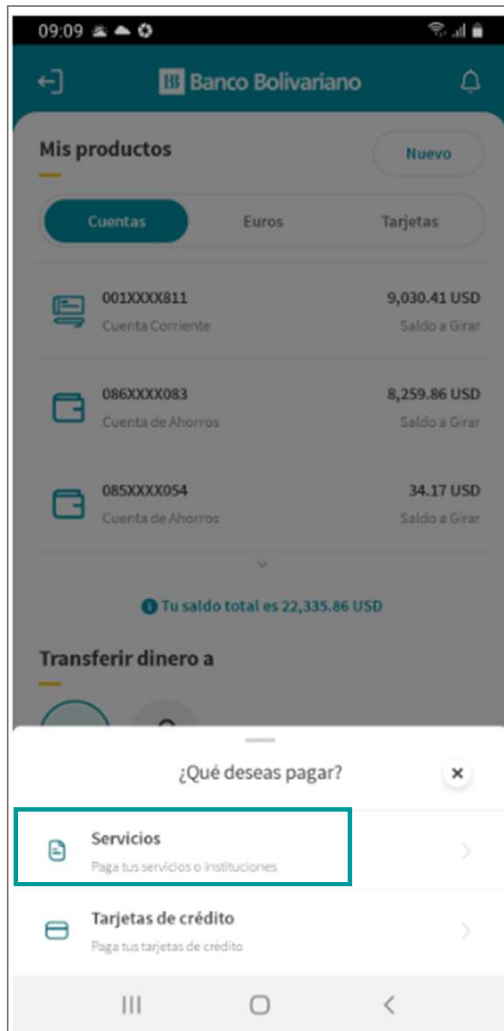 09:09
Banco Bolivariano
Mis productos
Nuevo
Cuentas Euros Tarjetas
001XXXX811 9,030.41 USD
Cuenta Corriente Saldo a Girar
086XXXX083 8,259.86 USD
Cuenta de Ahorros Saldo a Girar
085XXXX054 34.17 USD
Cuenta de Ahorros Saldo a Girar
Tu saldo total es 22,335.86 USD
Transferir dinero a
¿Qué deseas pagar?
Servicios
Paga tus servicios o instituciones
Tarjetas de crédito
Paga tus tarjetas de crédito